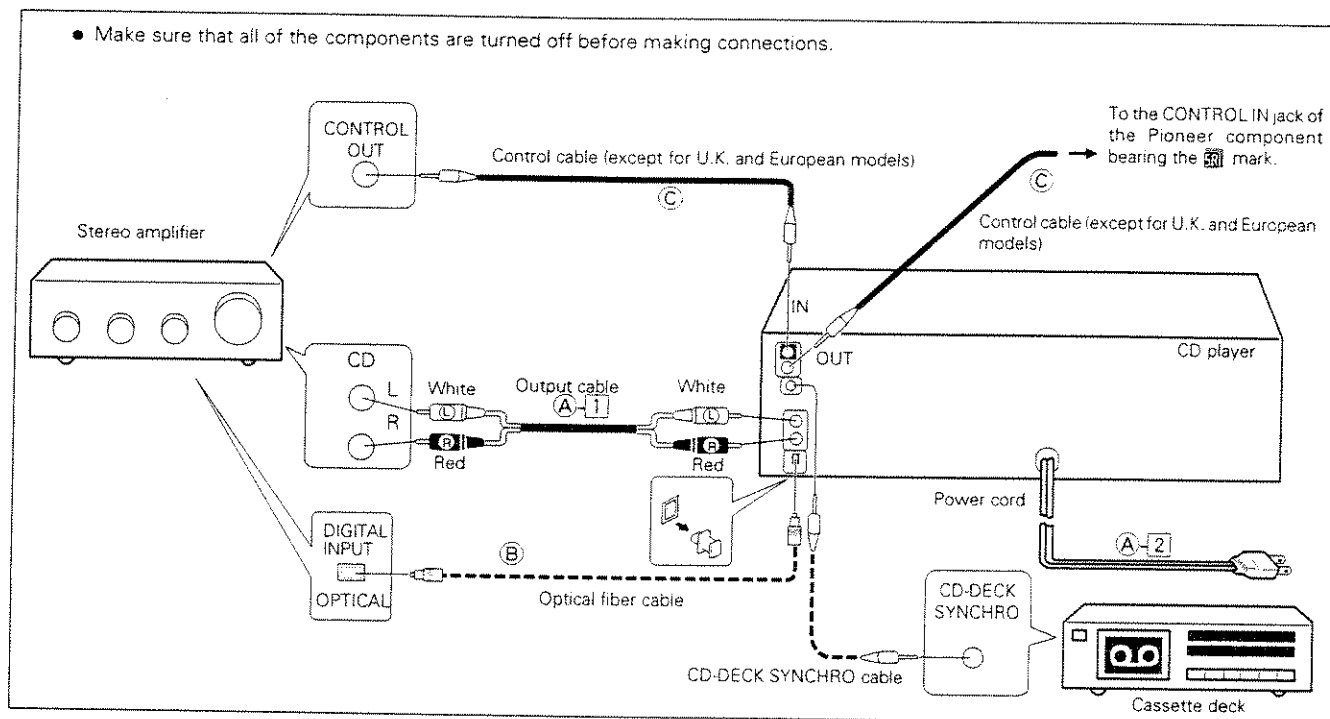 ● Make sure that all of the components are turned off before making connections.
CONTROL
OUT
Control cable (except for U.K. and European models)
Ⓒ
To the CONTROL IN jack of
the Pioneer component
bearing the SR mark.
Ⓒ
Control cable (except for U.K. and European
models)
Stereo amplifier
IN
OUT
CD player
CD
L
R
White
Output cable
White
Ⓐ-1
L
L
R
R
Red
Red
Power cord
Ⓐ-2
DIGITAL
INPUT
OPTICAL
Ⓑ
Optical fiber cable
CD-DECK
SYNCHRO
CD-DECK SYNCHRO cable
Cassette deck